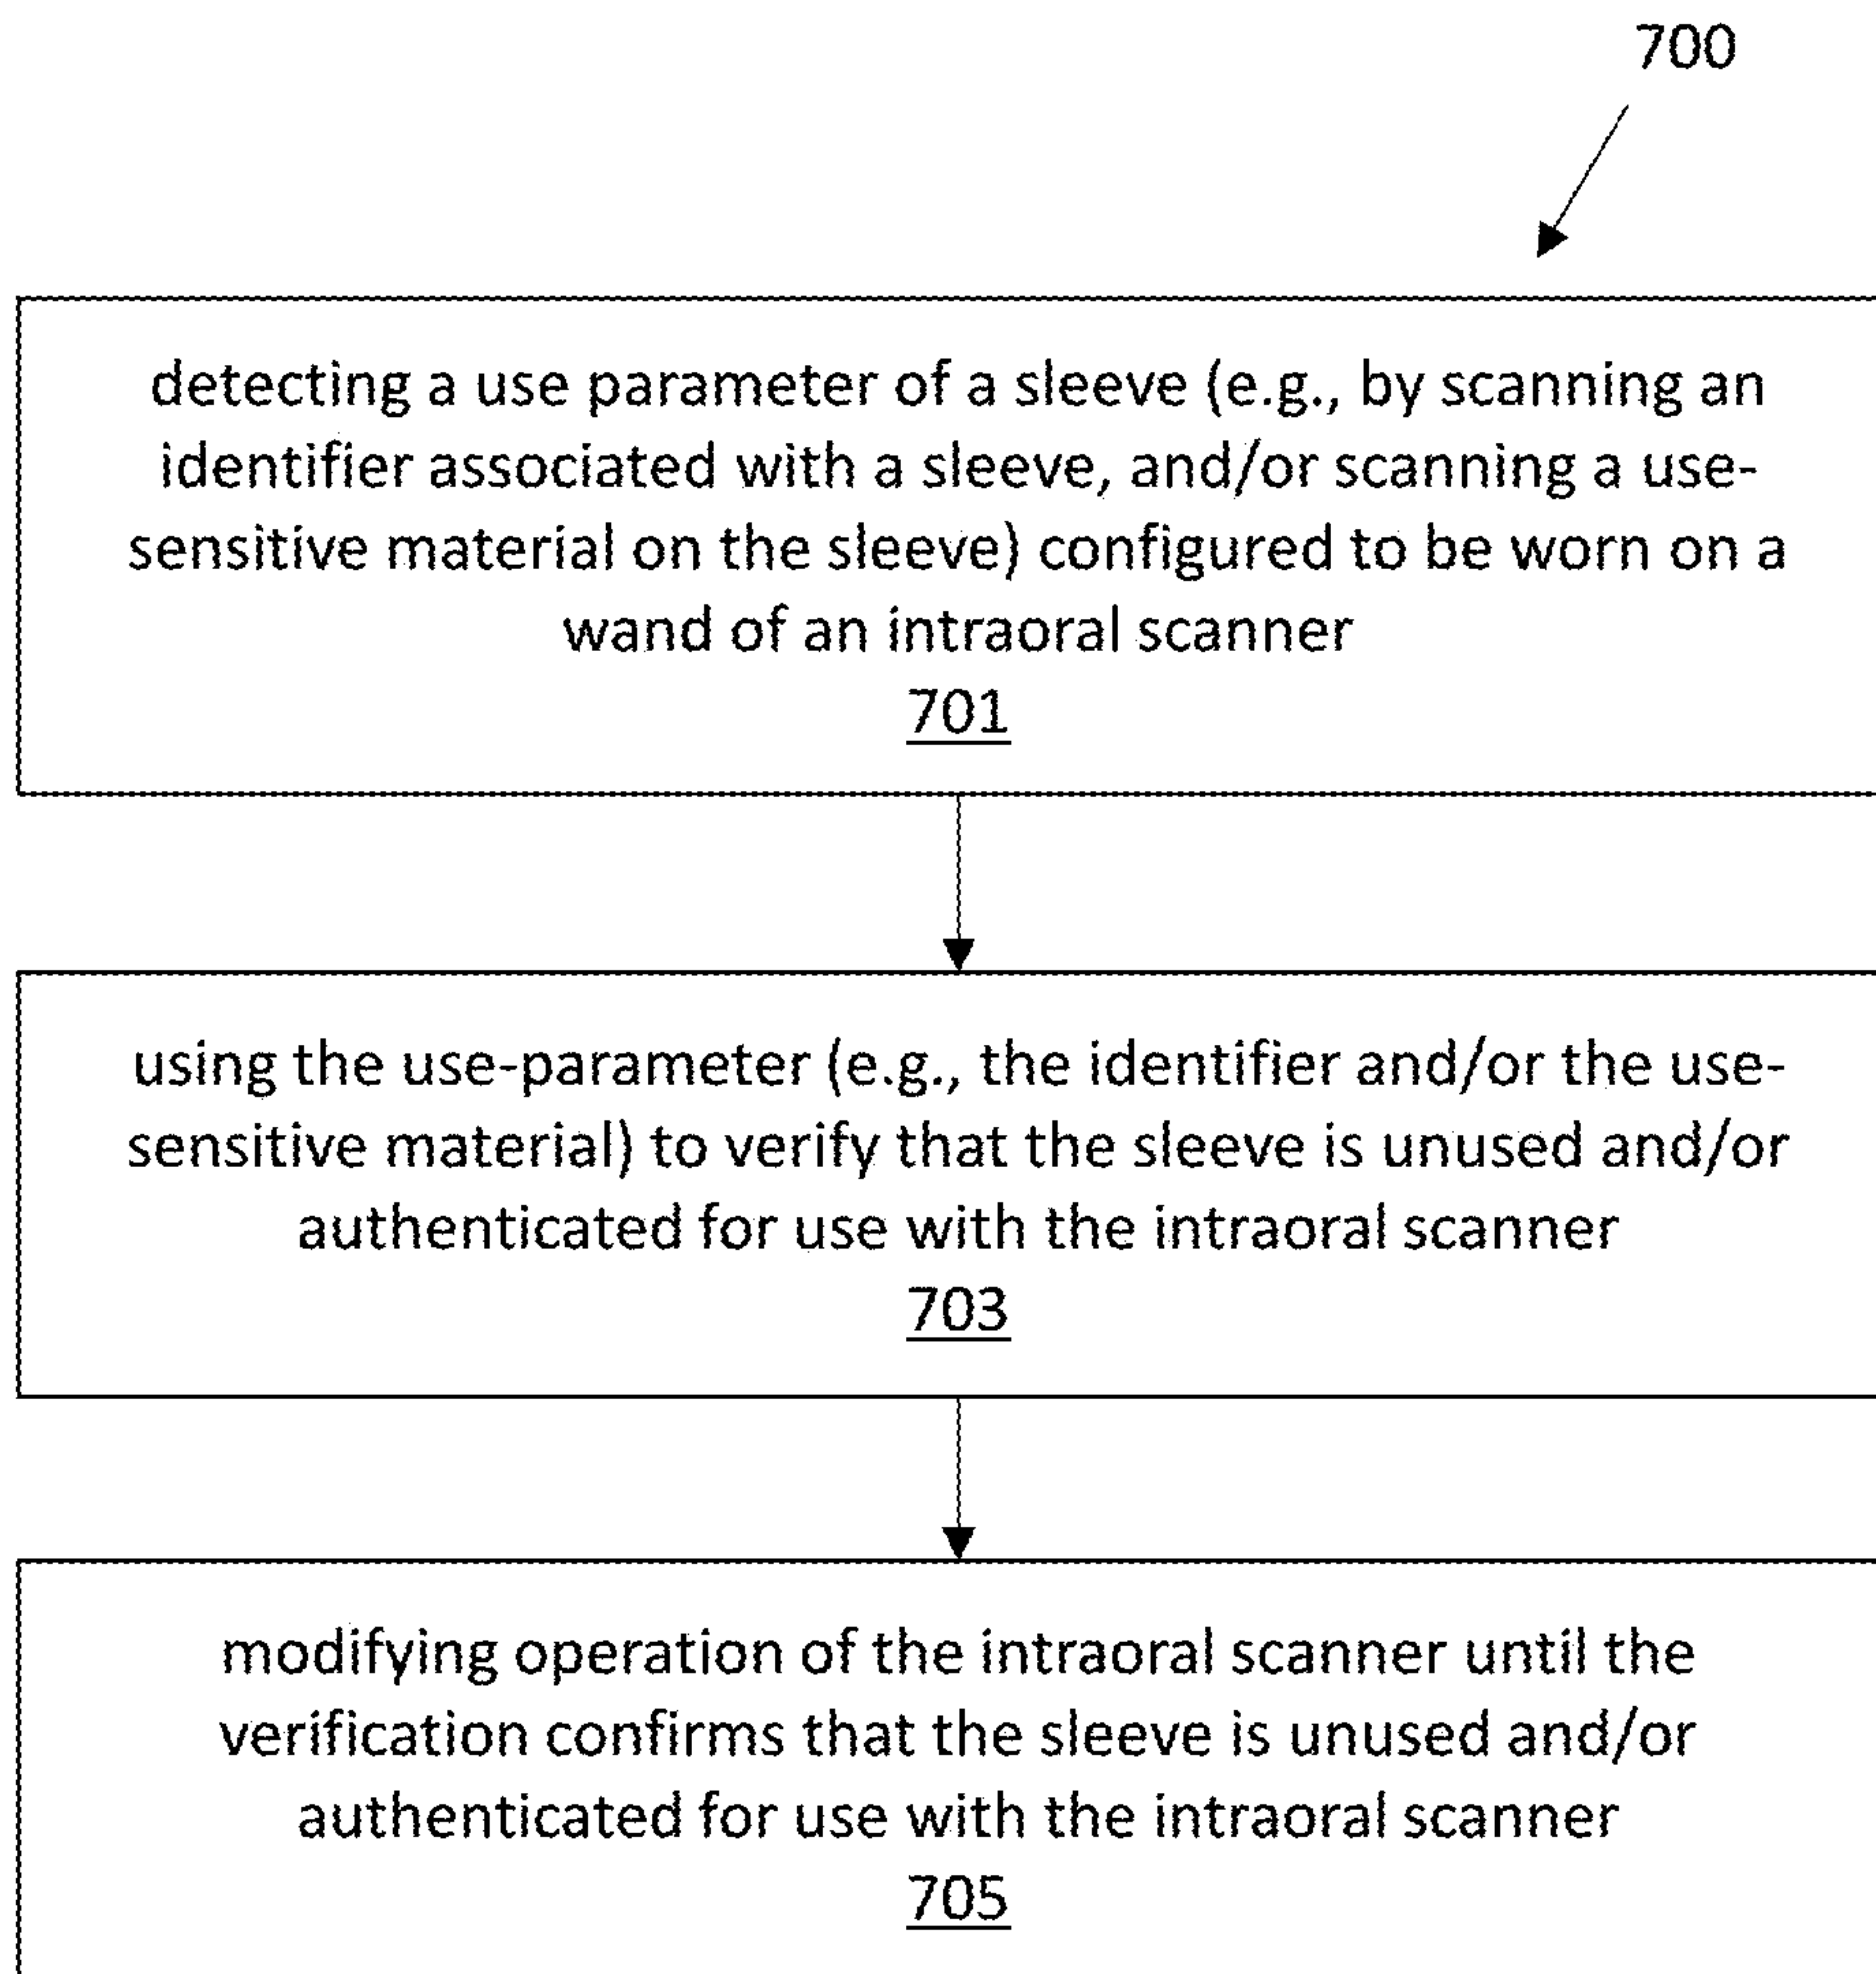 700
detecting a use parameter of a sleeve (e.g., by scanning an
identifier associated with a sleeve, and/or scanning a use-
sensitive material on the sleeve) configured to be worn on a
wand of an intraoral scanner
701
using the use-parameter (e.g., the identifier and/or the use-
sensitive material) to verify that the sleeve is unused and/or
authenticated for use with the intraoral scanner
703
modifying operation of the intraoral scanner until the
verification confirms that the sleeve is unused and/or
authenticated for use with the intraoral scanner
705